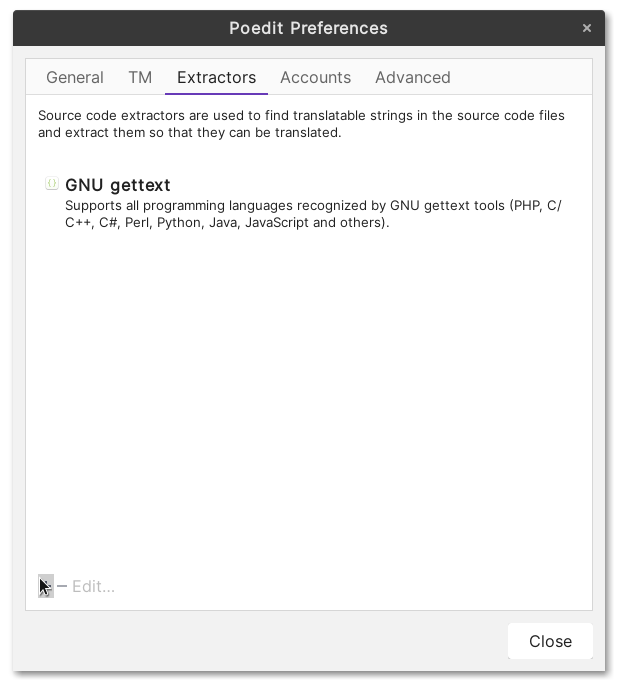 Poedit Preferences
General TM Extractors Accounts Advanced
Source code extractors are used to find translatable strings in the source code files
and extract them so that they can be translated.
GNU gettext
Supports all programming languages recognized by GNU gettext tools (PHP, C/
C++, C#, Perl, Python, Java, JavaScript and others).
Edit...
Close